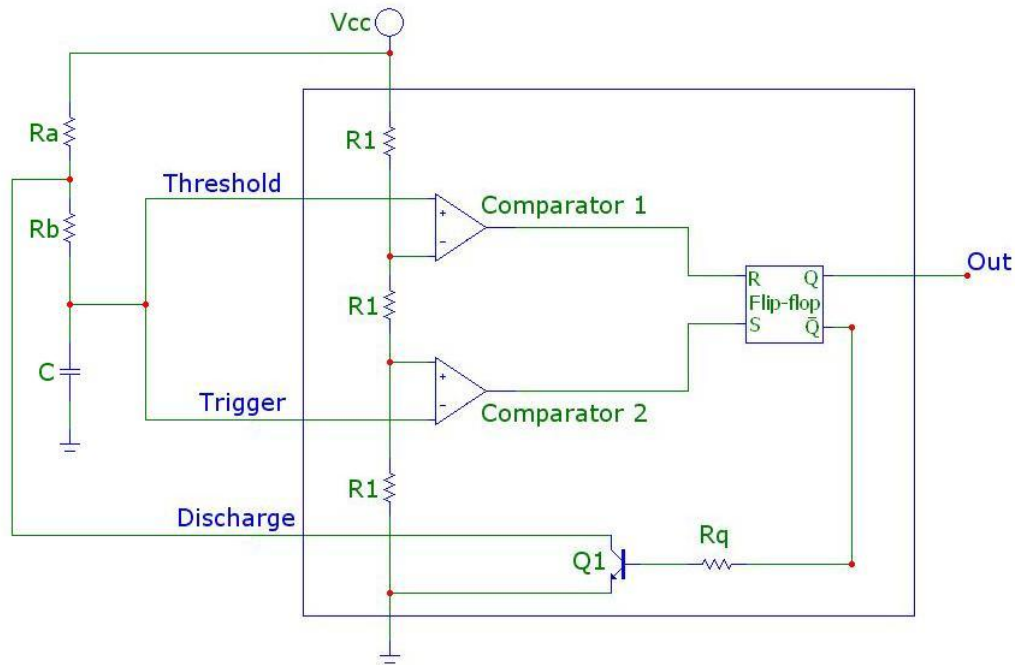 Vcc
Ra
R1
Threshold
Comparator 1
Rb
Out
R Q
Flip-flop
S Q̄
R1
C
Trigger
Comparator 2
R1
Discharge
Rq
Q1
+
-
+
-